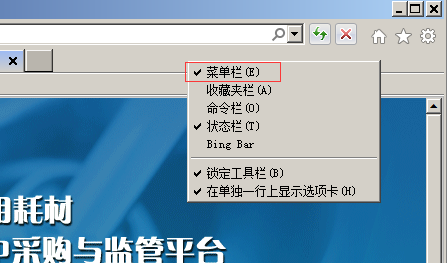 菜单栏(E)
收藏夹栏(A)
命令栏(O)
状态栏(T)
Bing Bar
锁定工具栏(B)
在单独一行上显示选项卡(H)
用耗材
中采购与监管平台